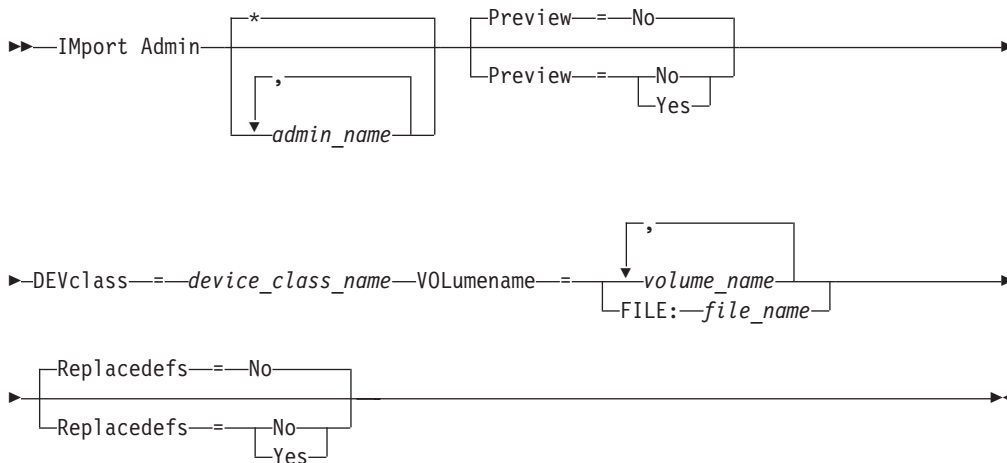 *
Preview = No
IMport Admin
,
admin_name
Preview = No
Yes
,
DEVclass = device_class_name VOLumename = volume_name
FILE: file_name
Replacedefs = No
Replacedefs = No
Yes